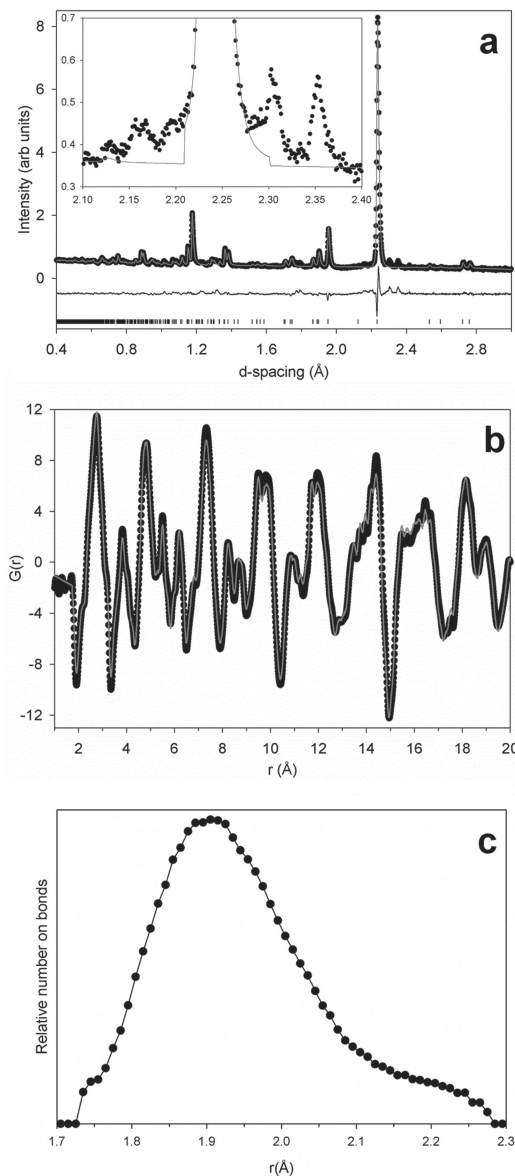 a
Intensity (arb units)
8
6
4
2
0
0.7
0.6
0.5
0.4
0.3
2.10 2.20 2.21 2.22 2.20 2.30 2.35 2.40
0.4 0.8 1.2 1.6 2.0 2.4 2.8
d-spacing (Å)
b
G(r)
12
8
4
0
-4
-8
-12
2 4 6 8 10 12 14 16 18 20
r (Å)
c
Relative number on bonds
1.7 1.8 1.9 2.0 2.1 2.2 2.3
r(Å)